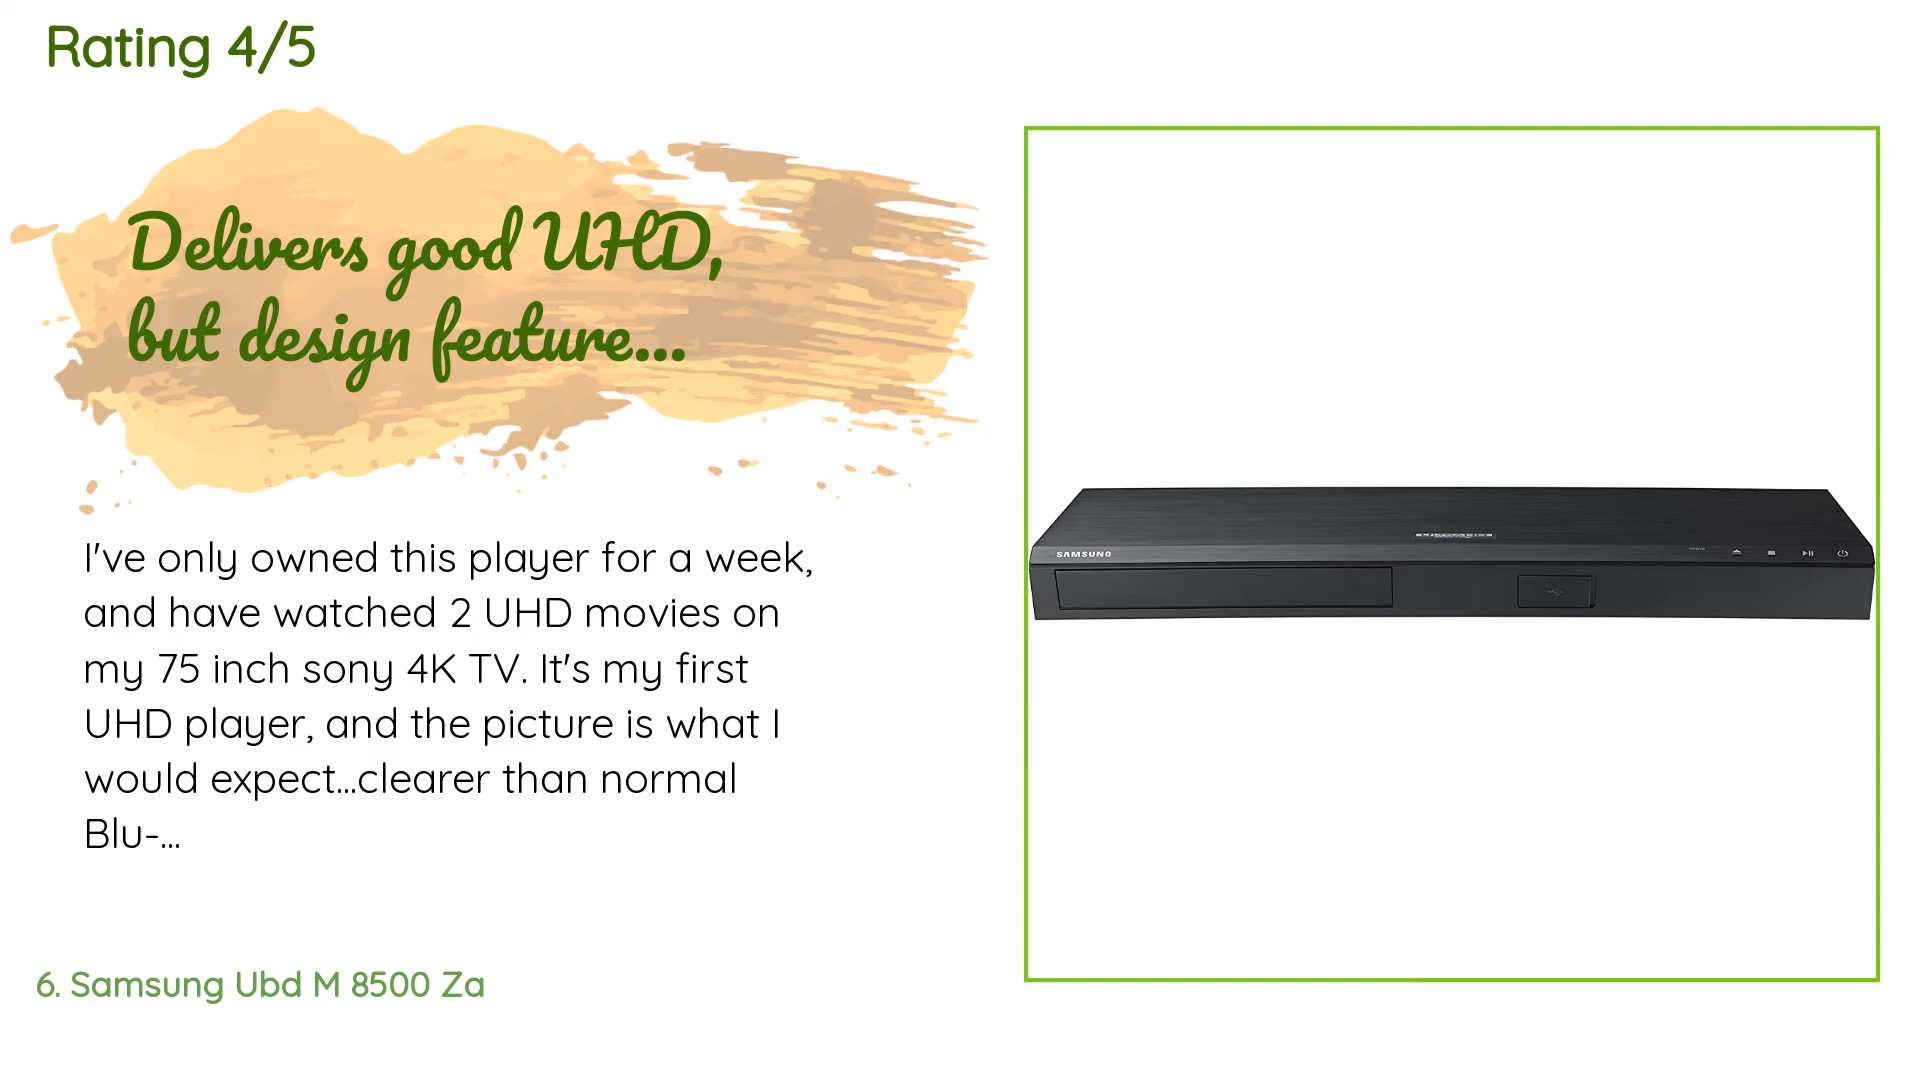 Rating 4/5
Delivers good UHD,
but design feature...
I've only owned this player for a week,
and have watched 2 UHD movies on
my 75 inch sony 4K TV. It's my first
UHD player, and the picture is what I
would expect...clearer than normal
Blu-...
SAMSUNG
6. Samsung Ubd M 8500 Za